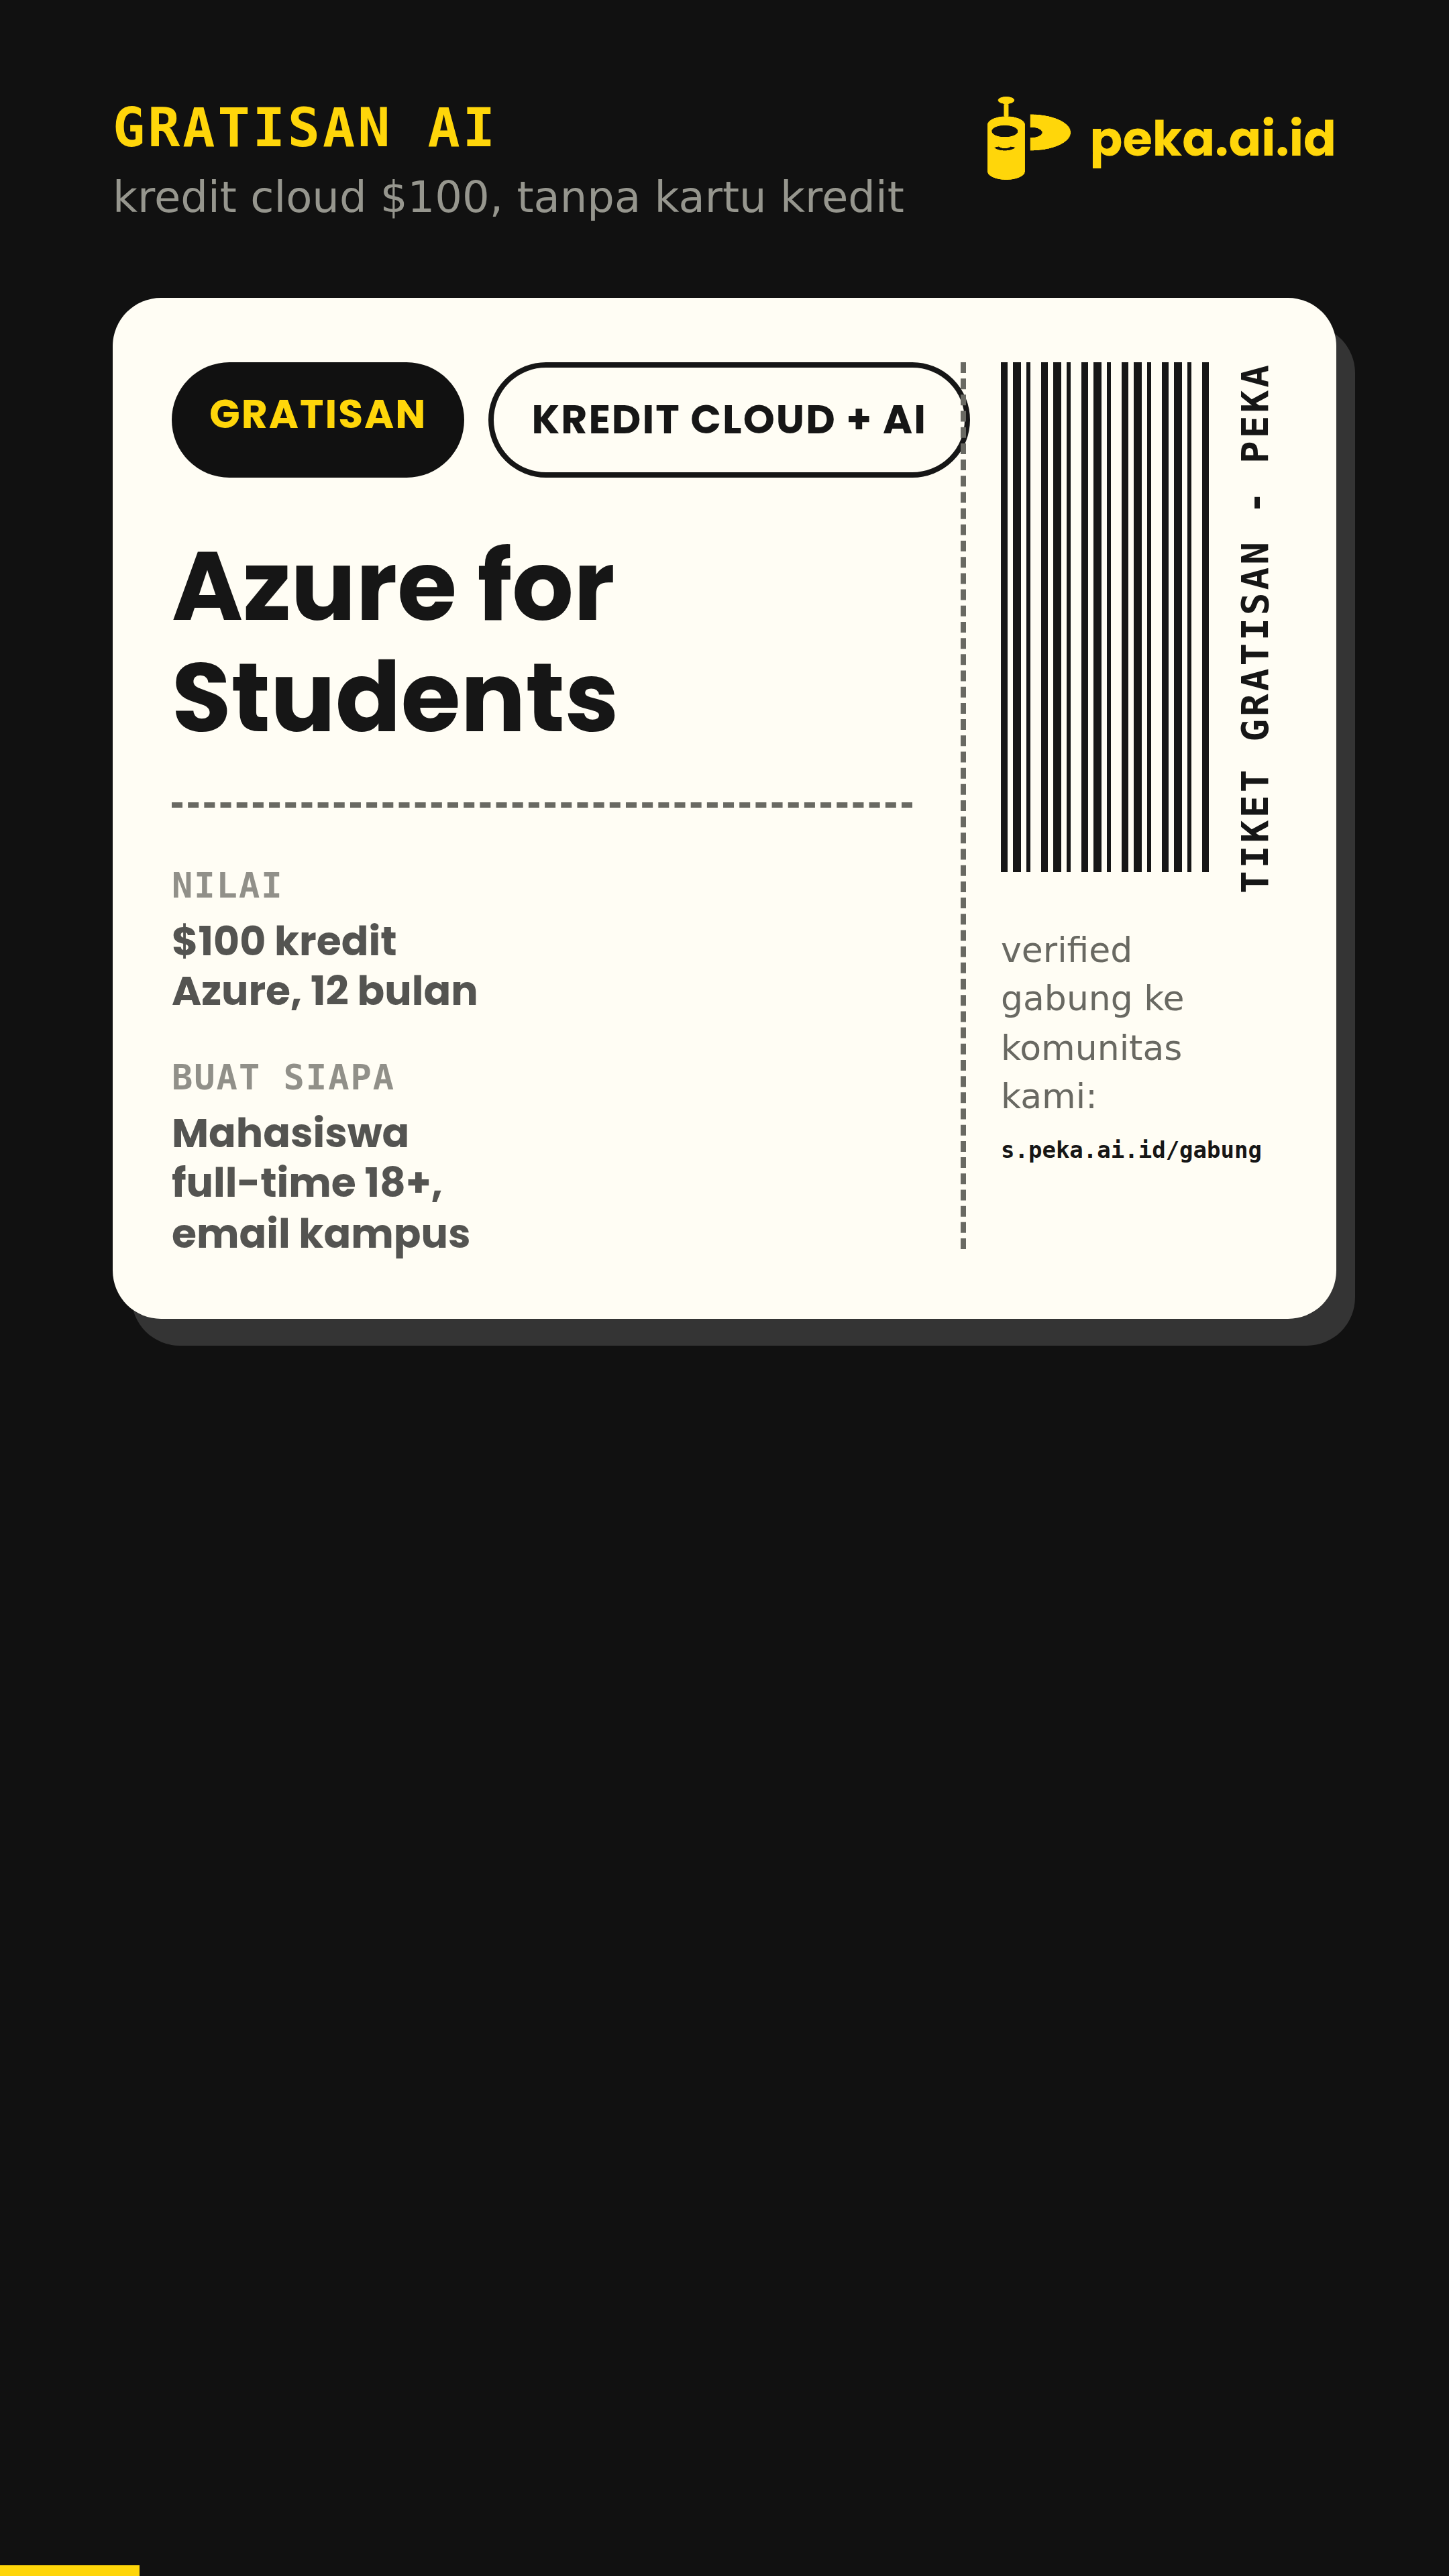 GRATISAN AI
kredit cloud $100, tanpa kartu kredit
peka.ai.id
GRATISAN
KREDIT CLOUD + AI
Azure for
Students
NILAI
$100 kredit
Azure, 12 bulan
BUAT SIAPA
Mahasiswa
full-time 18+,
email kampus
TIKET GRATISAN - PEKA
verified
gabung ke
komunitas
kami:
s.peka.ai.id/gabung